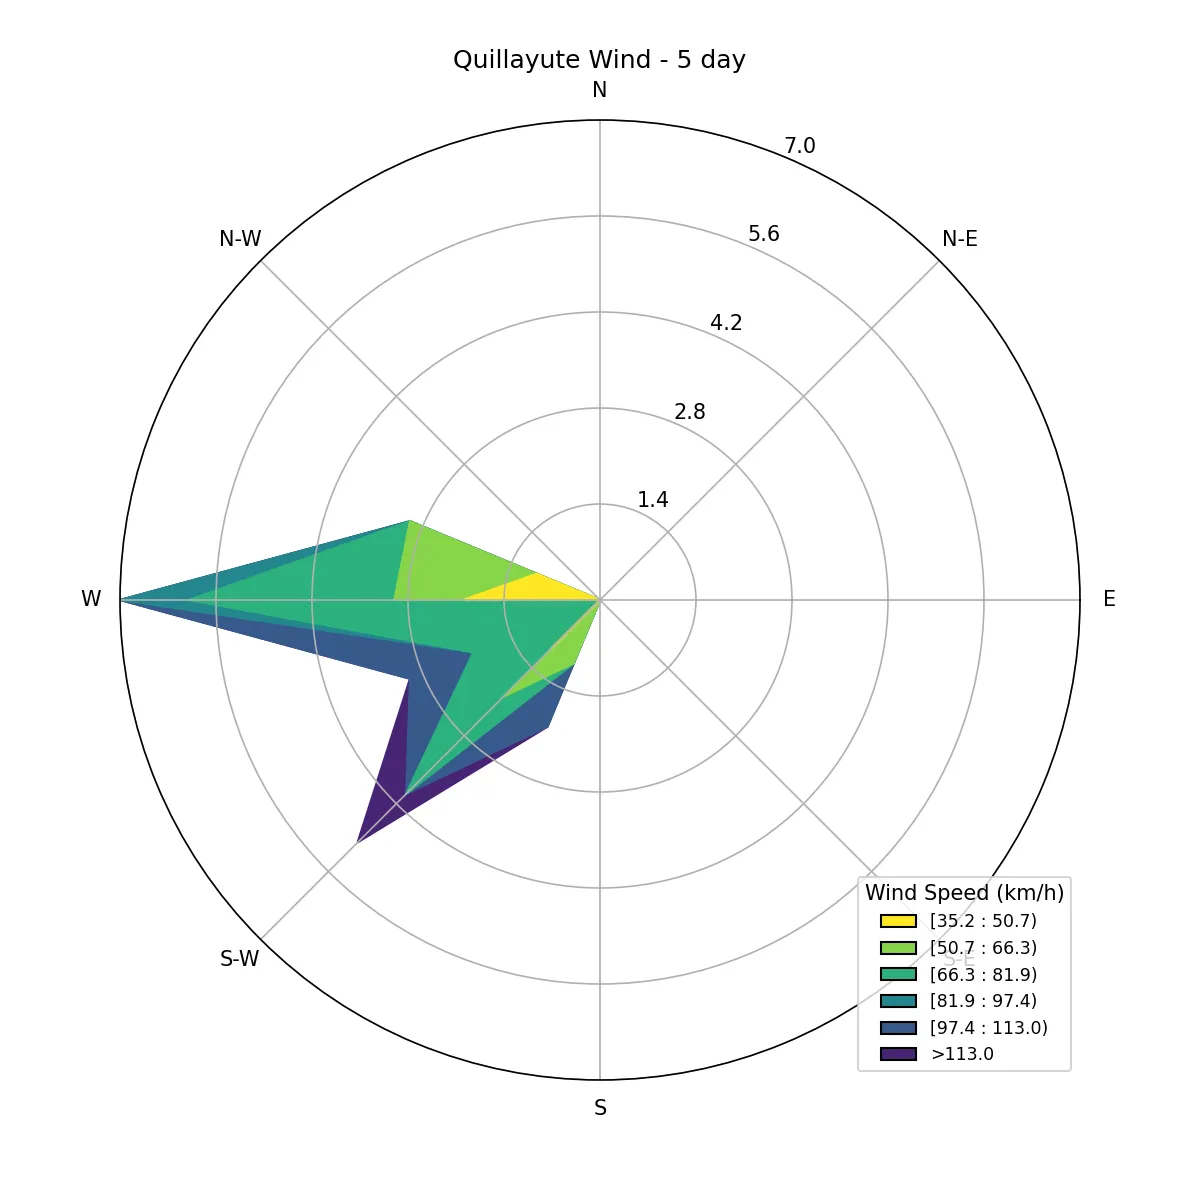 Quillayute Wind - 5 day
N
7.0
N-W
5.6
N-E
4.2
2.8
1.4
W
E
S-W
S-E
Wind Speed (km/h)
[35.2 : 50.7)
[50.7 : 66.3)
[66.3 : 81.9)
[81.9 : 97.4)
[97.4 : 113.0)
>113.0
S